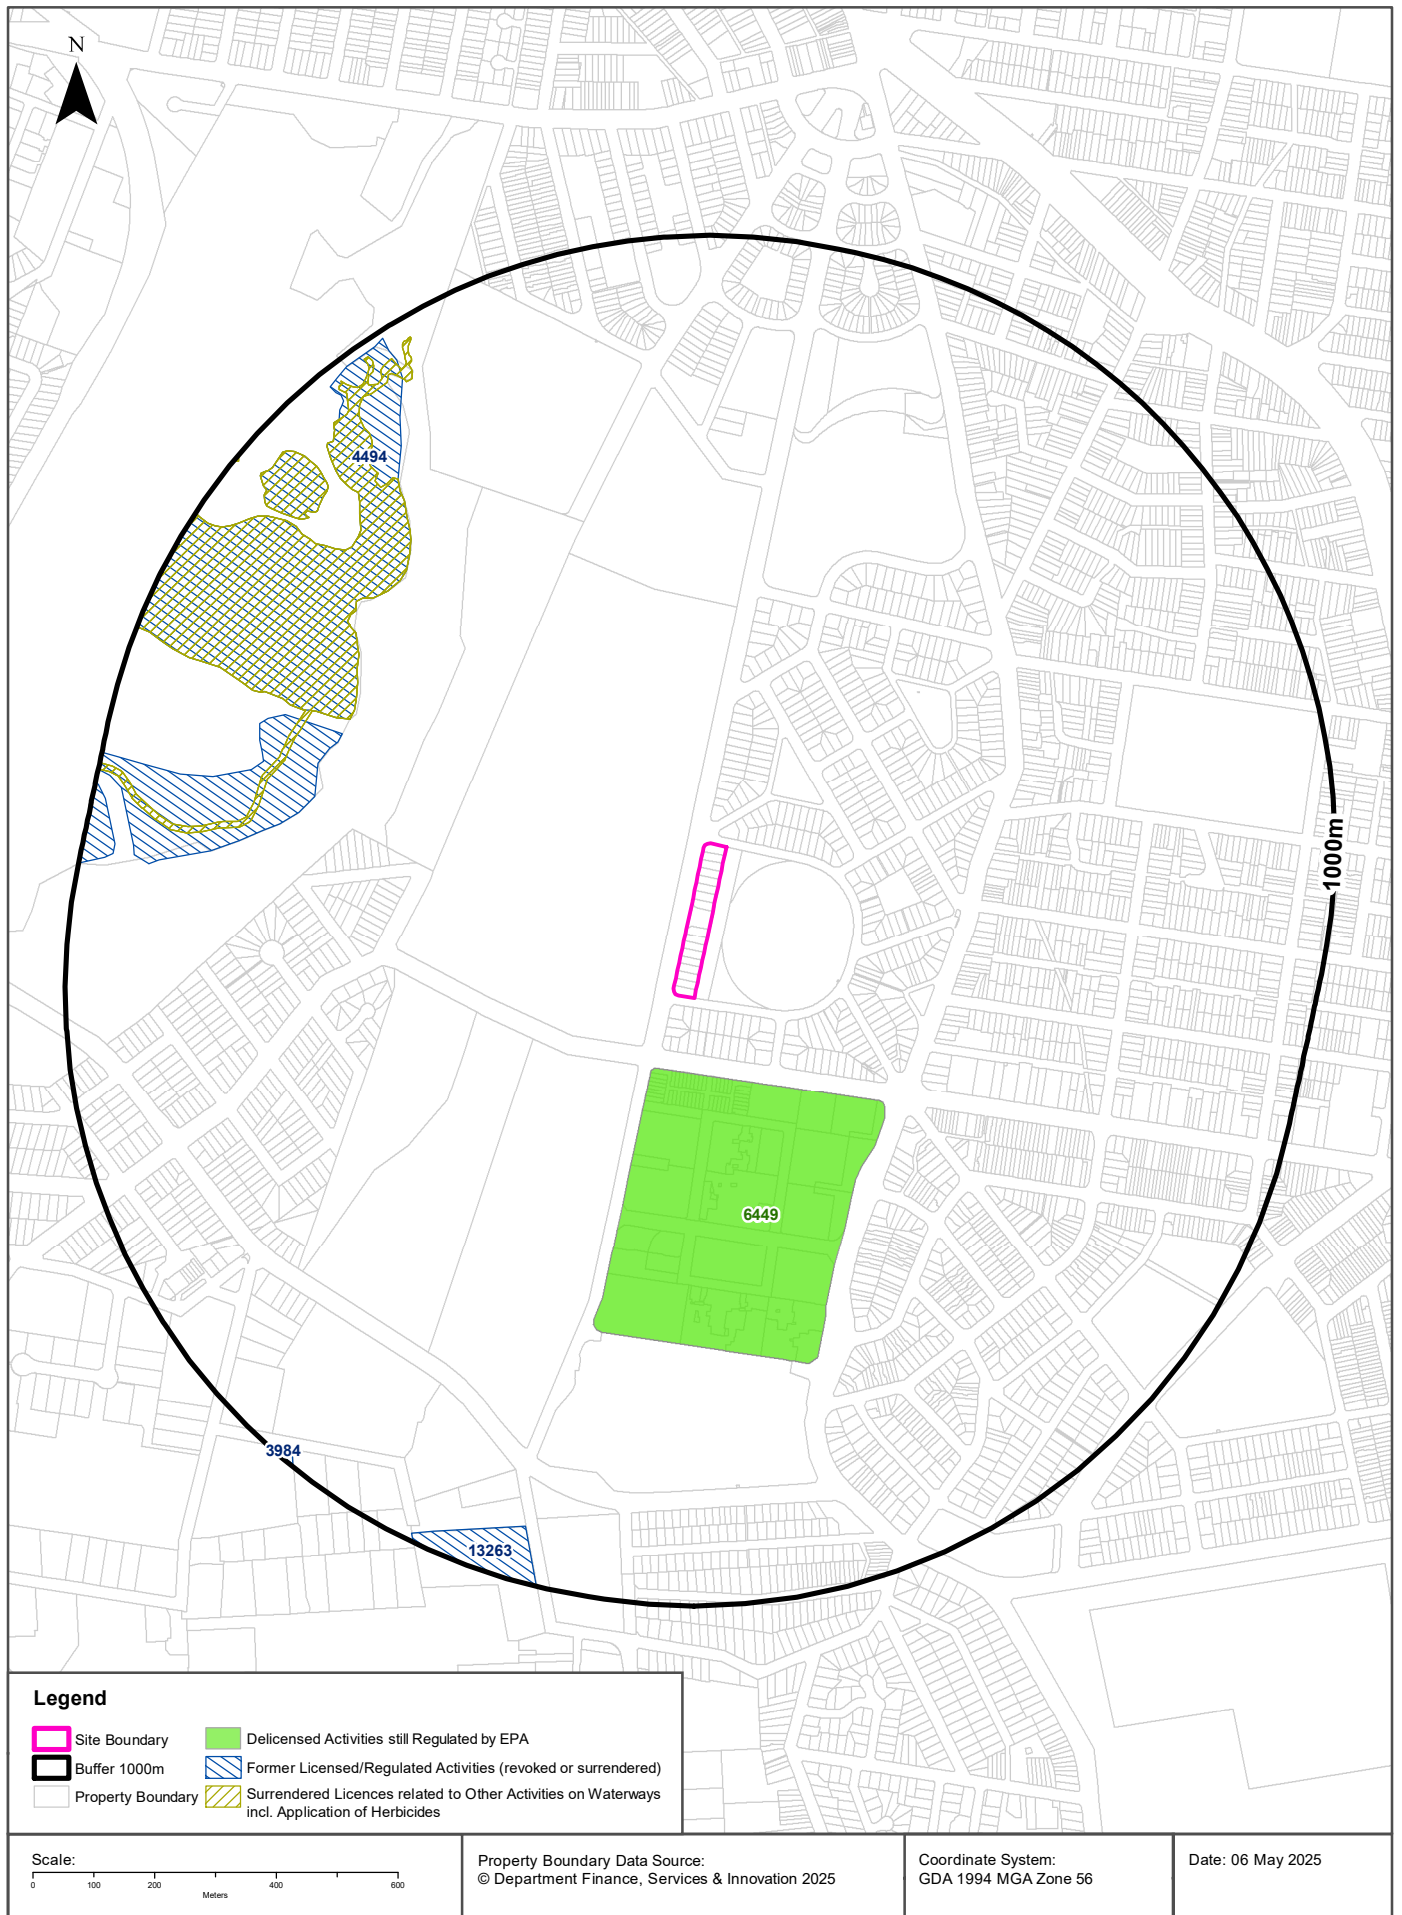 N
4494
1000m
6449
3984
13263
Legend
Site Boundary
Buffer 1000m
Property Boundary
Delicensed Activities still Regulated by EPA
Former Licensed/Regulated Activities (revoked or surrendered)
Surrendered Licences related to Other Activities on Waterways
incl. Application of Herbicides
Scale:
0 100 200 400 600
Meters
Property Boundary Data Source:
© Department Finance, Services & Innovation 2025
Coordinate System:
GDA 1994 MGA Zone 56
Date: 06 May 2025